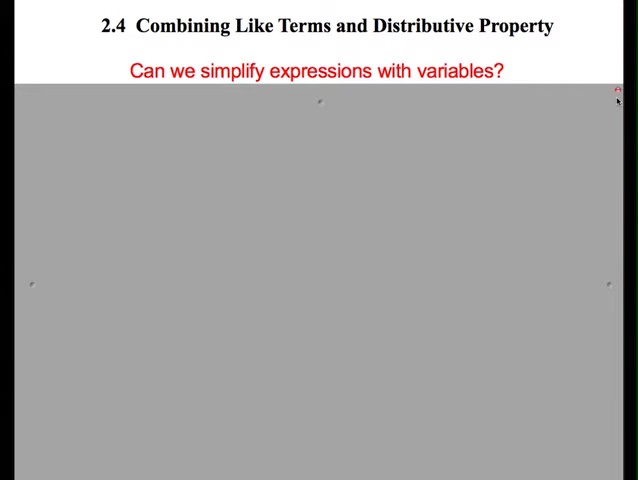 2.4 Combining Like Terms and Distributive Property
Can we simplify expressions with variables?